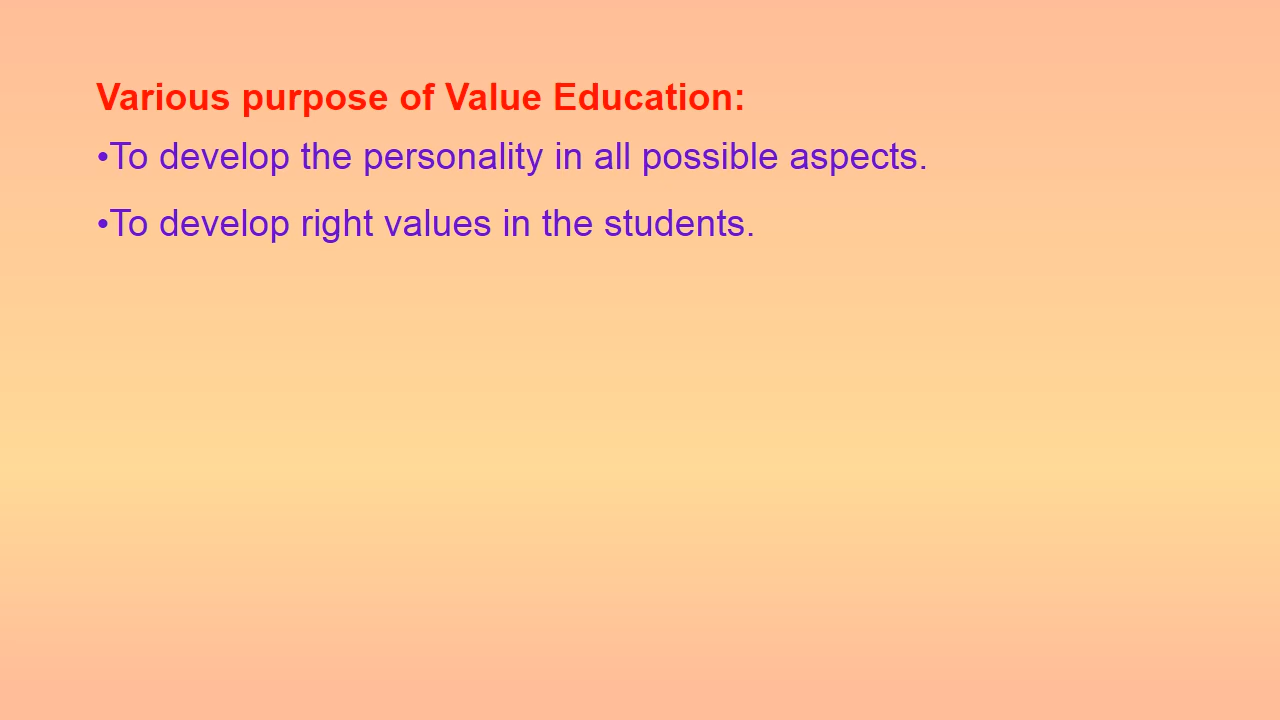 Various purpose of Value Education:
•To develop the personality in all possible aspects.
•To develop right values in the students.